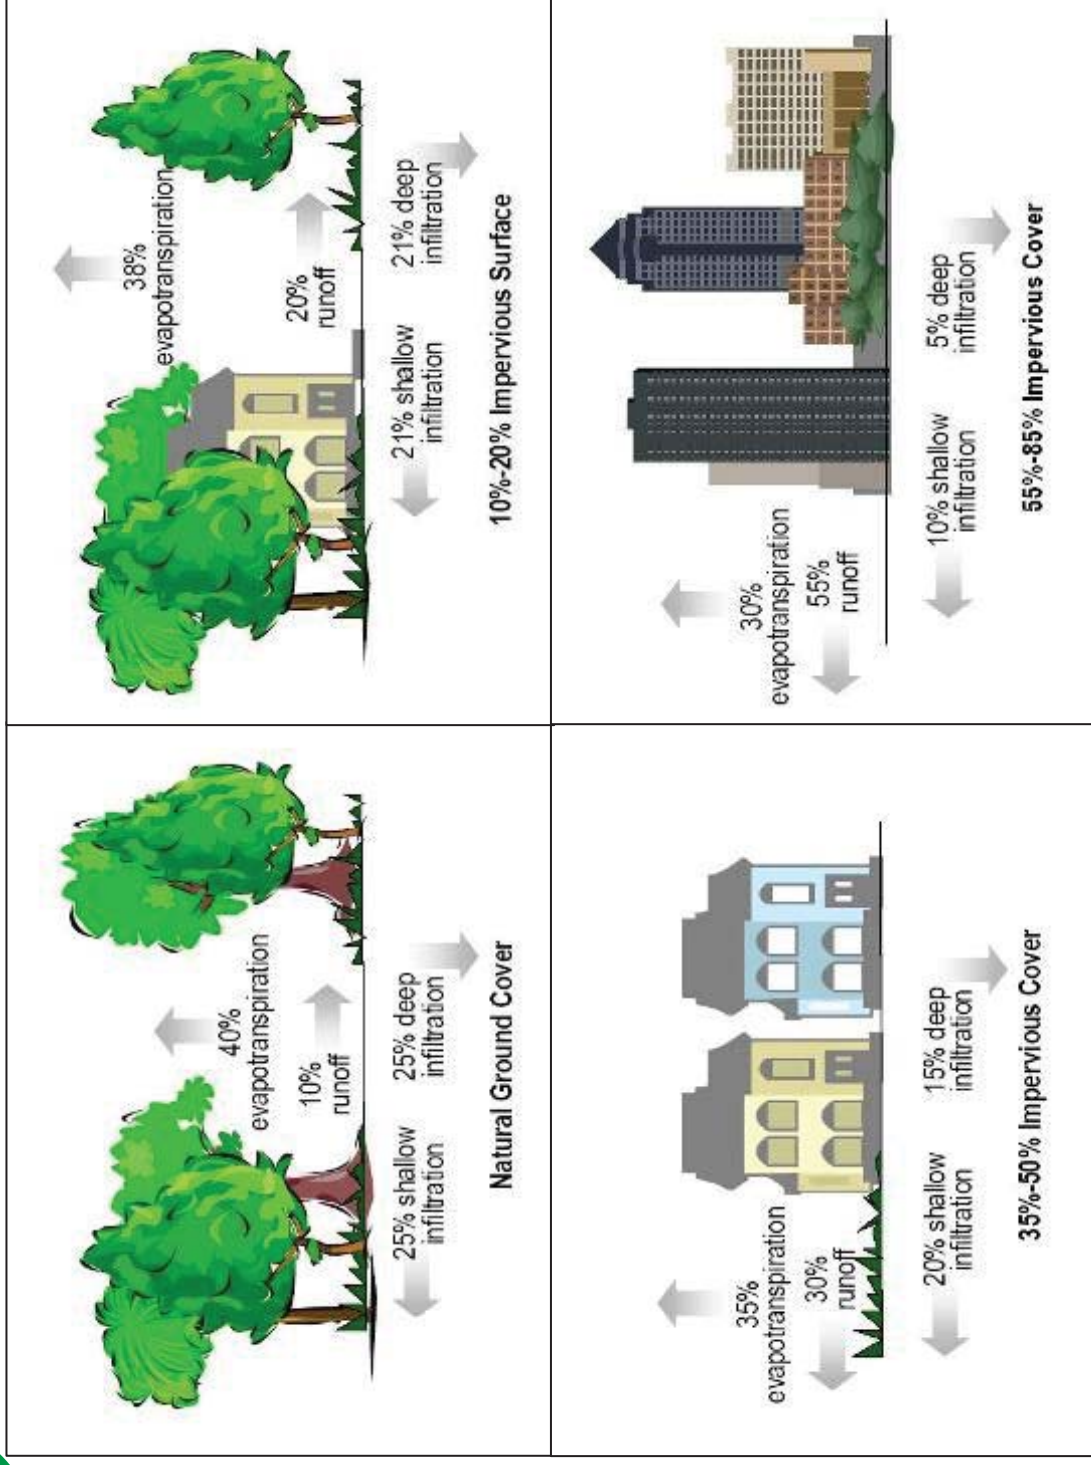 40%
evapotranspiration
10%
runoff
25% shallow
infiltration
25% deep
infiltration
Natural Ground Cover
38%
evapotranspiration
20%
runoff
21% shallow
infiltration
21% deep
infiltration
10%-20% Impervious Surface
35%
evapotranspiration
30%
runoff
20% shallow
infiltration
15% deep
infiltration
35%-50% Impervious Cover
30%
evapotranspiration
55%
runoff
10% shallow
infiltration
5% deep
infiltration
55%-85% Impervious Cover